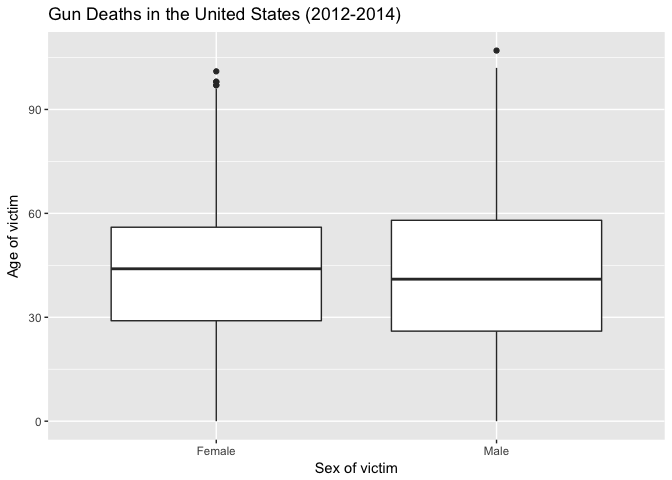 Gun Deaths in the United States (2012-2014)
90
60
30
0
Age of victim
Female Male
Sex of victim